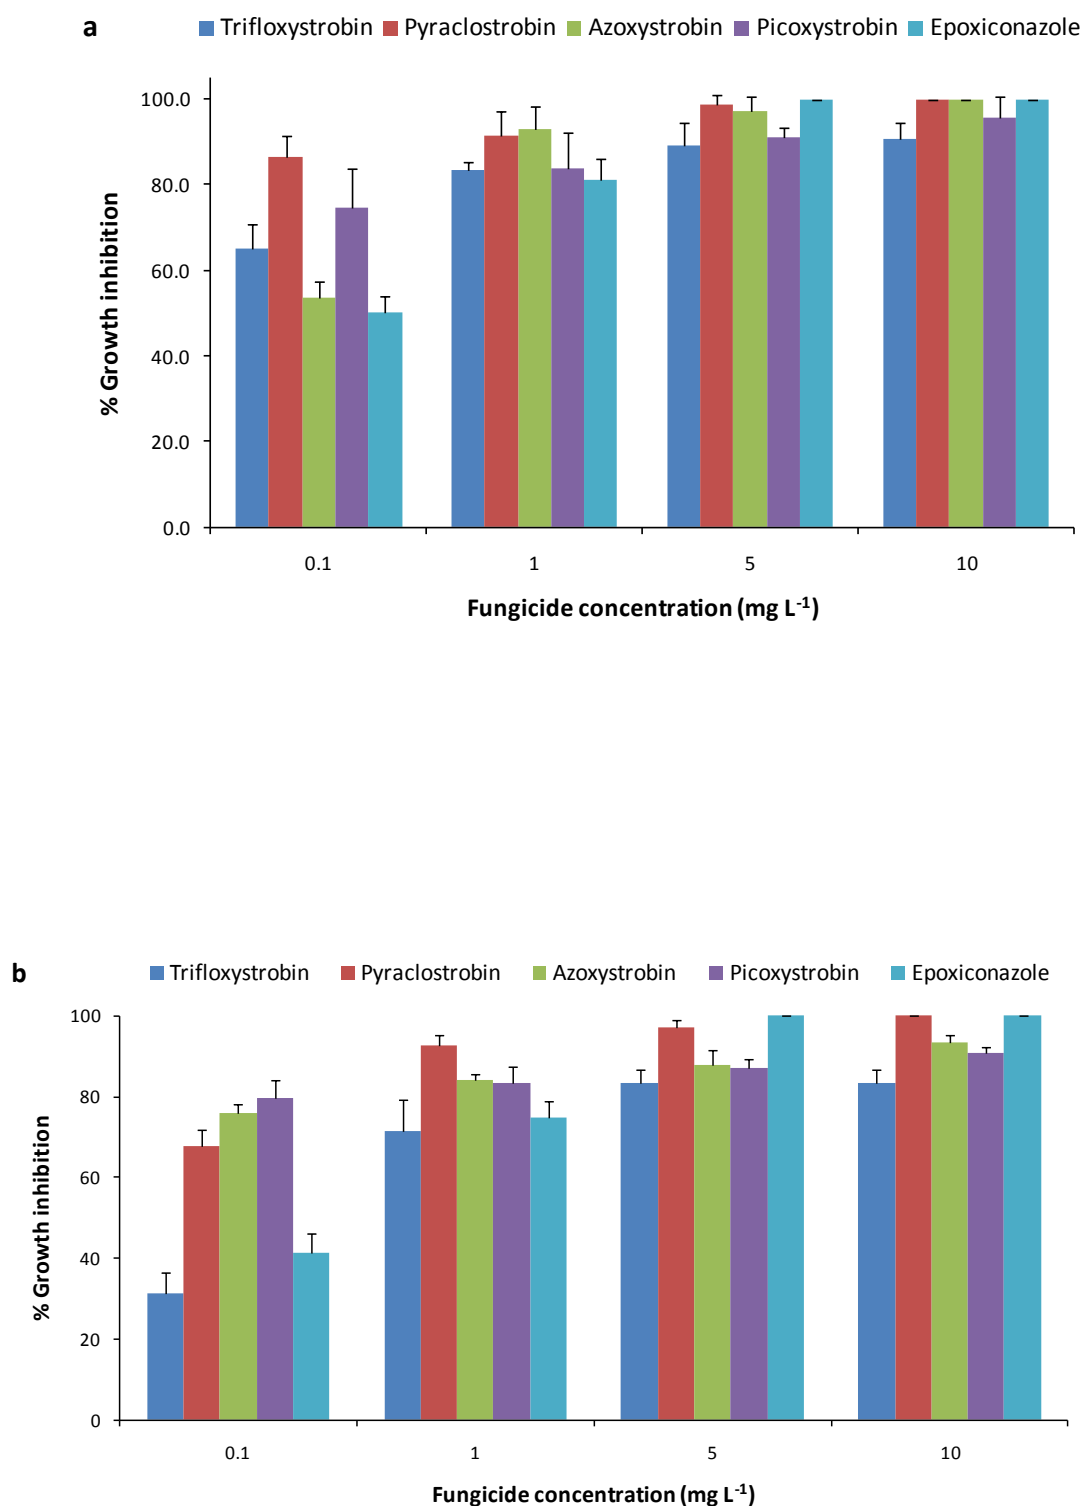 a
Trifloxystrobin Pyraclostrobin Azoxystrobin Picoxystrobin Epoxiconazole
100.0
80.0
60.0
40.0
20.0
0.0
% Growth inhibition
0.1 1 5 10
Fungicide concentration (mg L⁻¹)
b
Trifloxystrobin Pyraclostrobin Azoxystrobin Picoxystrobin Epoxiconazole
100
80
60
40
20
0
% Growth inhibition
0.1 1 5 10
Fungicide concentration (mg L⁻¹)